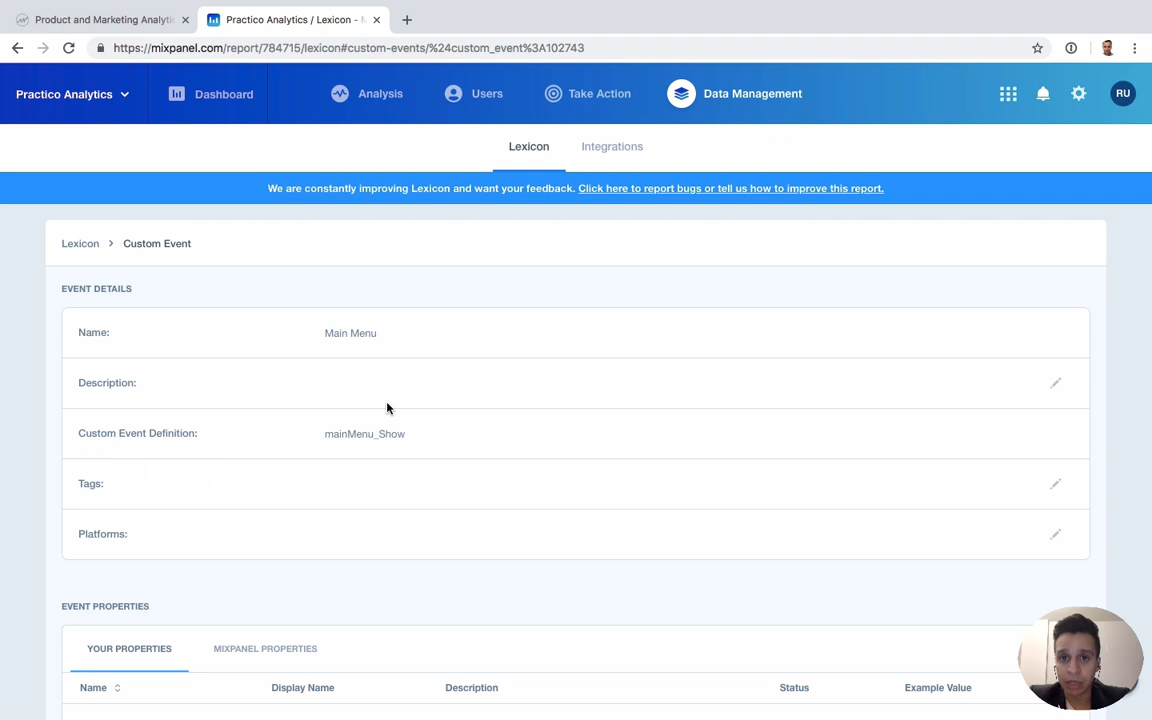 Product and Marketing Analytic
Practico Analytics / Lexicon - M
https://mixpanel.com/report/784715/lexicon#custom-events/%24custom_event%3A102743
Practico Analytics
Dashboard
Analysis
Users
Take Action
Data Management
RU
Lexicon
Integrations
We are constantly improving Lexicon and want your feedback. Click here to report bugs or tell us how to improve this report.
Lexicon > Custom Event
EVENT DETAILS
Name: Main Menu
Description:
Custom Event Definition: mainMenu_Show
Tags:
Platforms:
EVENT PROPERTIES
YOUR PROPERTIES MIXPANEL PROPERTIES
Name Display Name Description Status Example Value